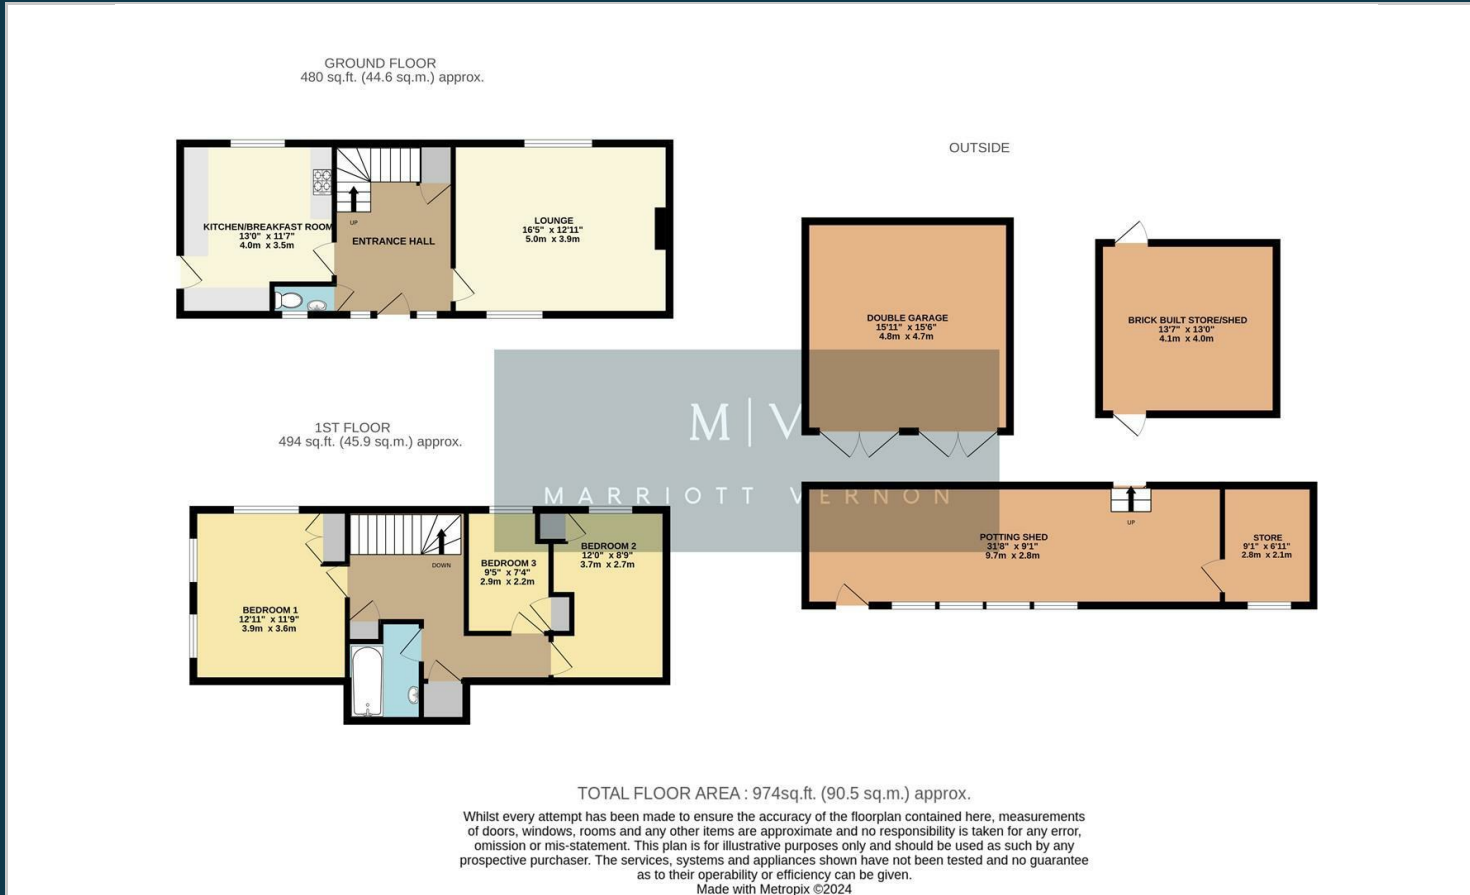 GROUND FLOOR
480 sq.ft. (44.6 sq.m.) approx.
KITCHEN/BREAKFAST ROOM
13'0" x 11'7"
4.0m x 3.5m
UP
ENTRANCE HALL
LOUNGE
16'5" x 12'11"
5.0m x 3.9m
OUTSIDE
DOUBLE GARAGE
15'11" x 15'6"
4.8m x 4.7m
BRICK BUILT STORE/SHED
13'7" x 13'0"
4.1m x 4.0m
M|V
MARRIOTT VERNON
1ST FLOOR
494 sq.ft. (45.9 sq.m.) approx.
BEDROOM 1
12'11" x 11'9"
3.9m x 3.6m
DOWN
BEDROOM 3
9'5" x 7'4"
2.9m x 2.2m
BEDROOM 2
12'0" x 8'9"
3.7m x 2.7m
UP
POTTING SHED
31'8" x 9'1"
9.7m x 2.8m
STORE
9'1" x 6'11"
2.8m x 2.1m
TOTAL FLOOR AREA : 974sq.ft. (90.5 sq.m.) approx.
Whilst every attempt has been made to ensure the accuracy of the floorplan contained here, measurements
of doors, windows, rooms and any other items are approximate and no responsibility is taken for any error,
omission or mis-statement. This plan is for illustrative purposes only and should be used as such by any
prospective purchaser. The services, systems and appliances shown have not been tested and no guarantee
as to their operability or efficiency can be given.
Made with Metropix ©2024